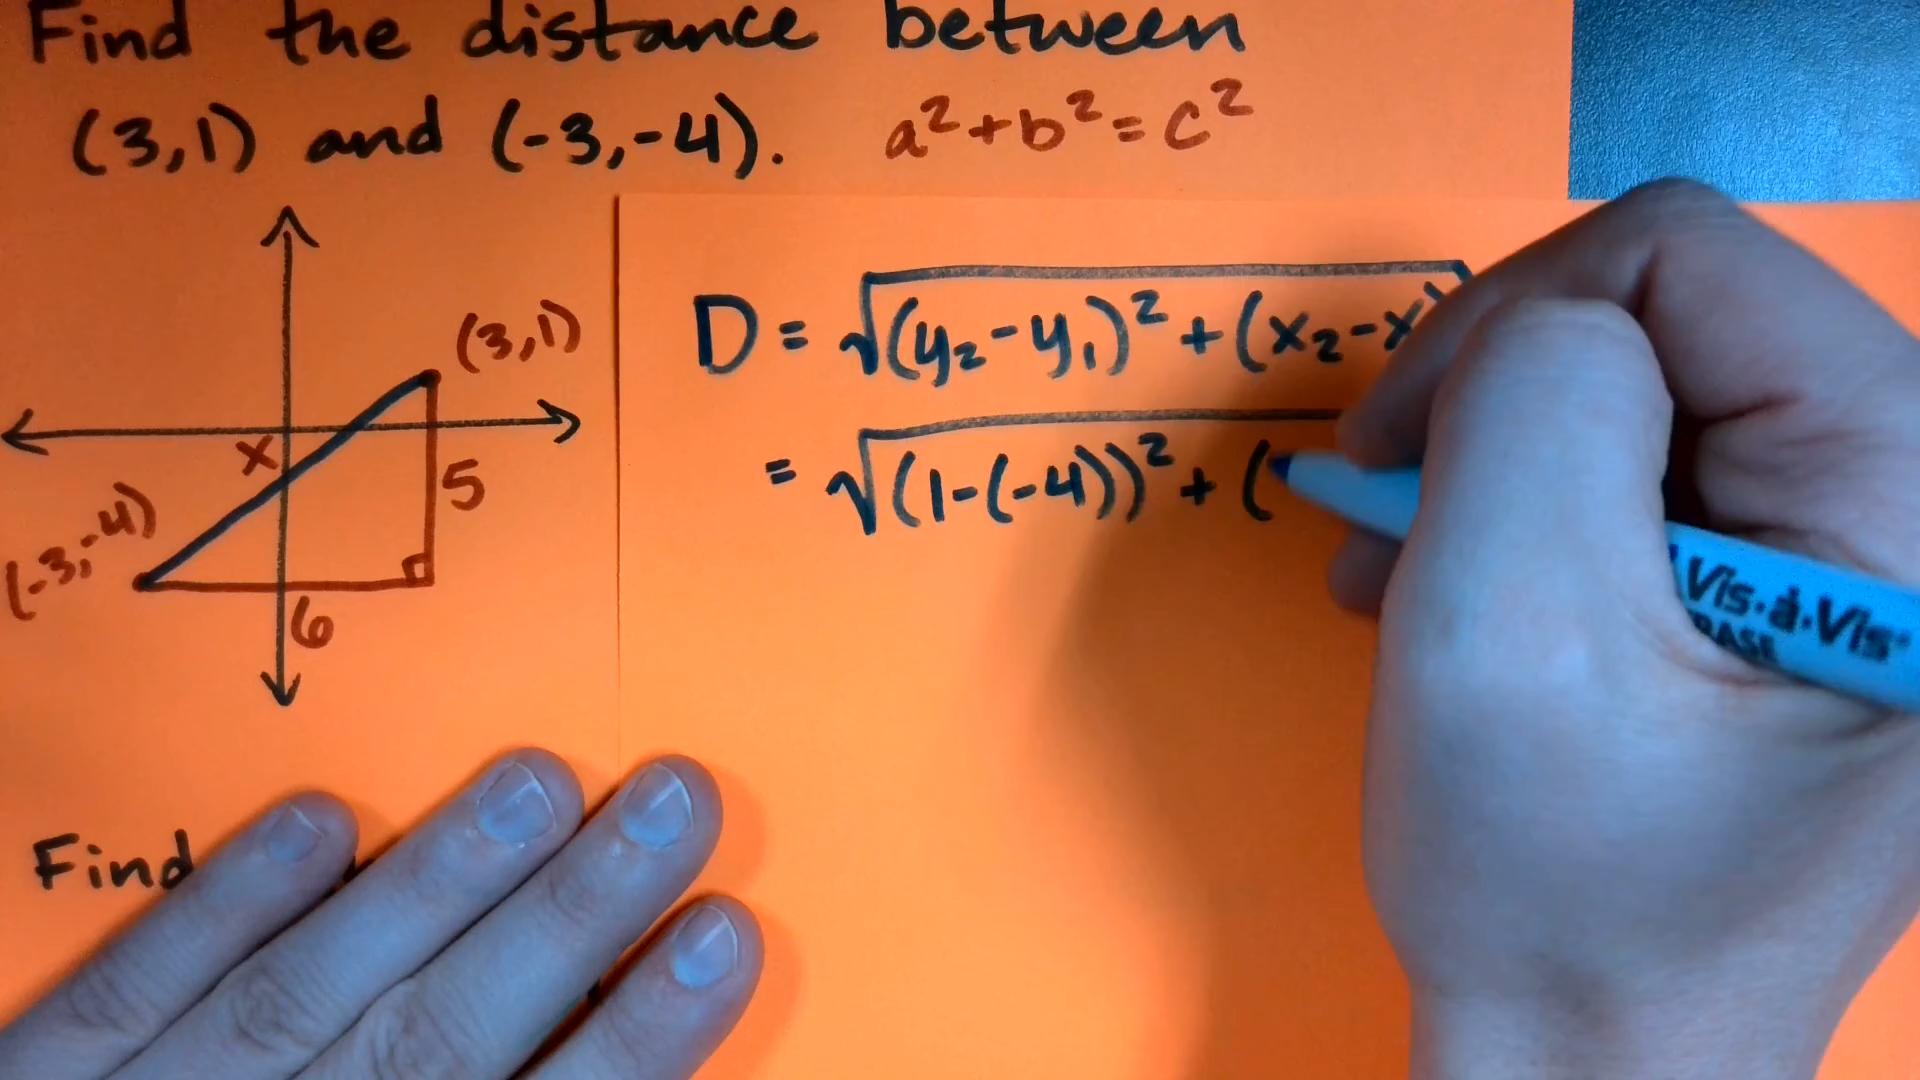 Find the distance between
(3,1) and (-3,-4). a²+b²=c²
(3,1)
x
5
(-3,-4)
6
D = √(y₂-y₁)² + (x₂-x
= √(1-(-4))² + (
Vis·à·Vis
Find